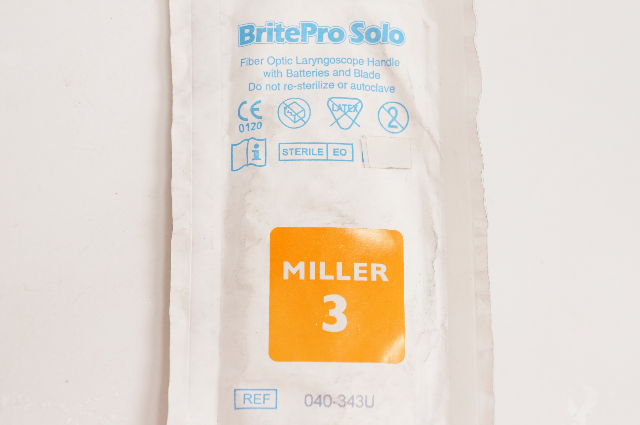 BritePro Solo
Fiber Optic Laryngoscope Handle
with Batteries and Blade
Do not re-sterilize or autoclave
CE
0120
LATEX
2
i
STERILE EO
MILLER
3
REF 040-343U